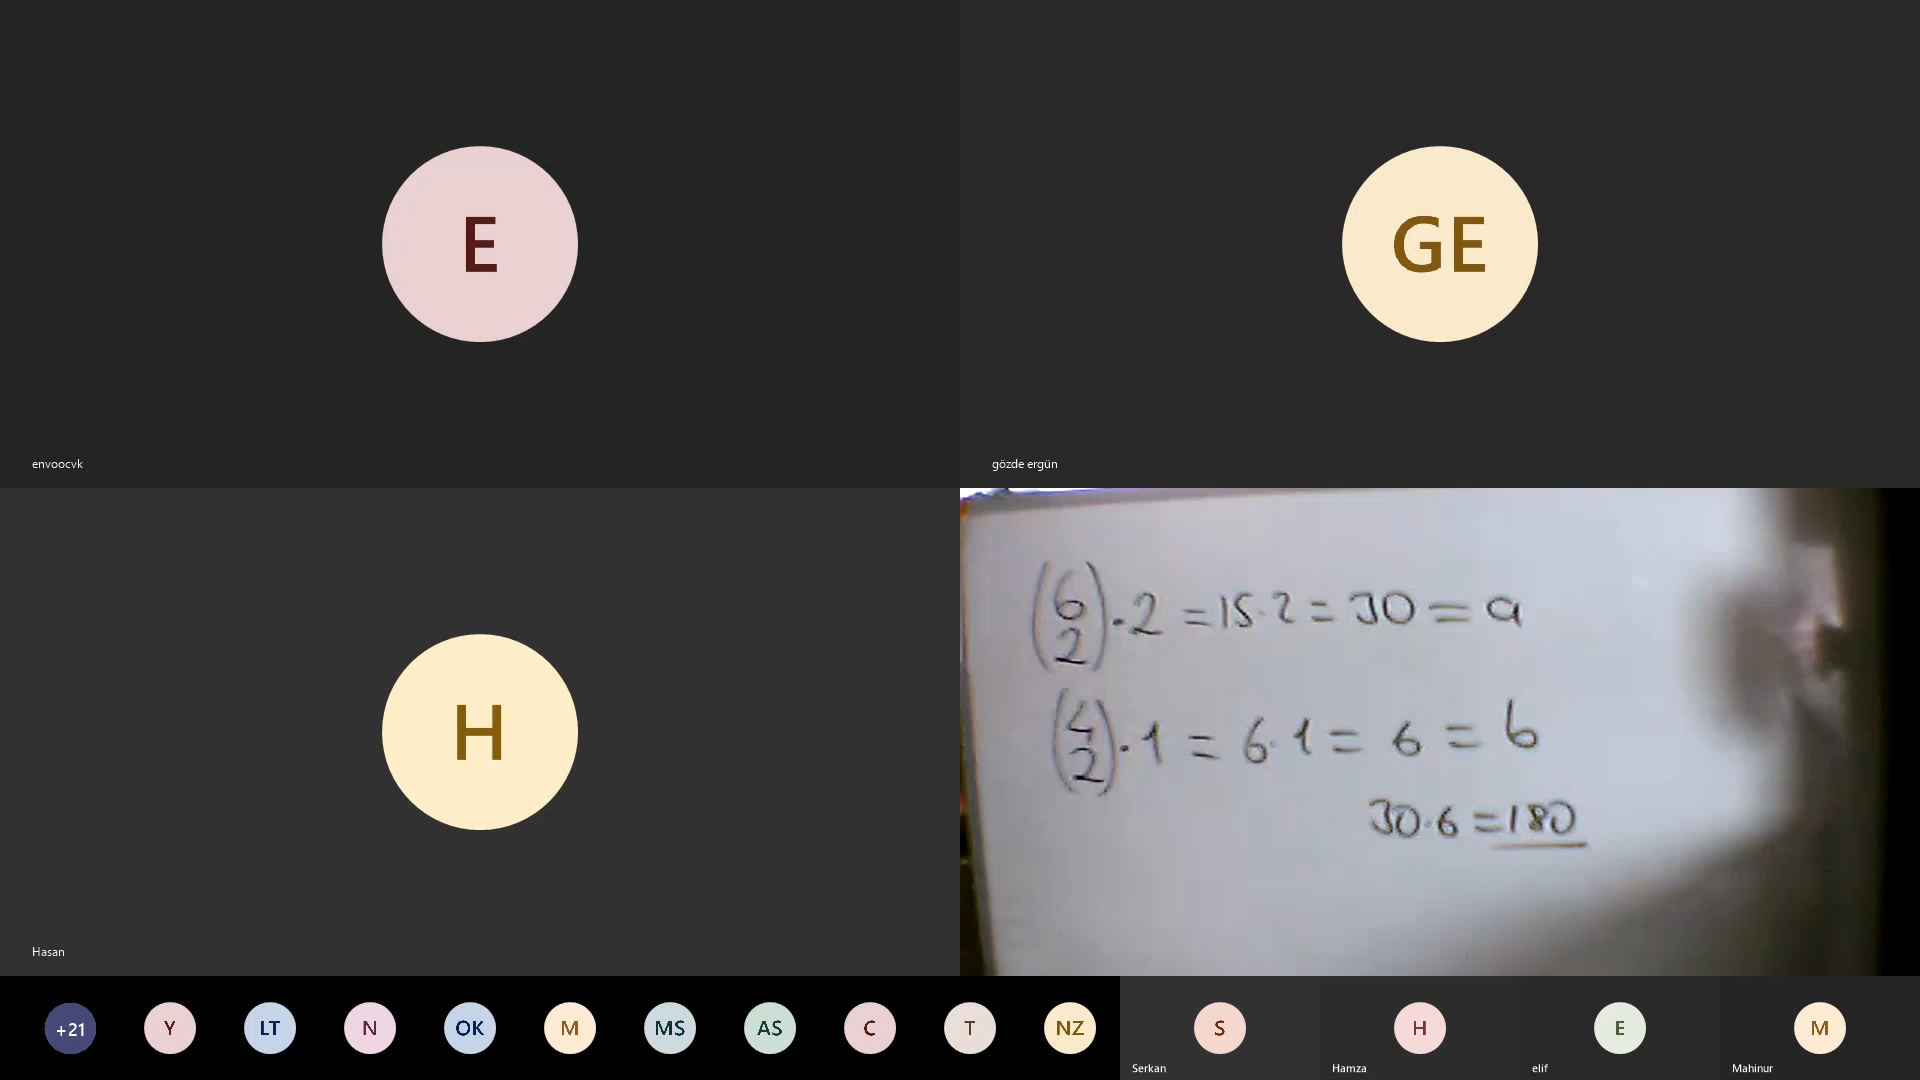 E
envoocvk
GE
gözde ergün
H
Hasan
(6 2) · 2 = 15 · 2 = 30 = a
(4 2) · 1 = 6 · 1 = 6 = b
30 · 6 = 180
+21
Y
LT
N
OK
M
MS
AS
C
T
NZ
S
Serkan
H
Hamza
E
elif
M
Mahinur